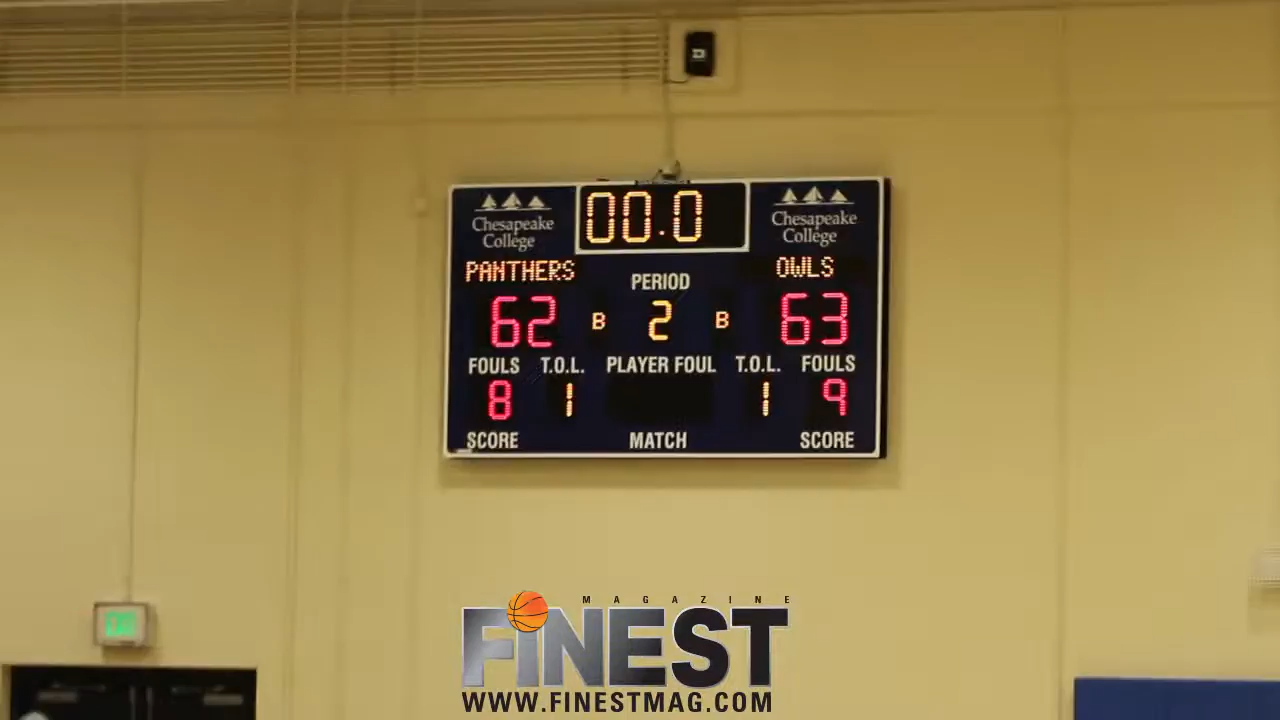 Chesapeake
College
00.0
Chesapeake
College
PANTHERS
PERIOD
OWLS
62 B 2 B 63
FOULS T.O.L. PLAYER FOUL T.O.L. FOULS
8 1 1 9
SCORE MATCH SCORE
MAGAZINE
FiNEST
WWW.FINESTMAG.COM